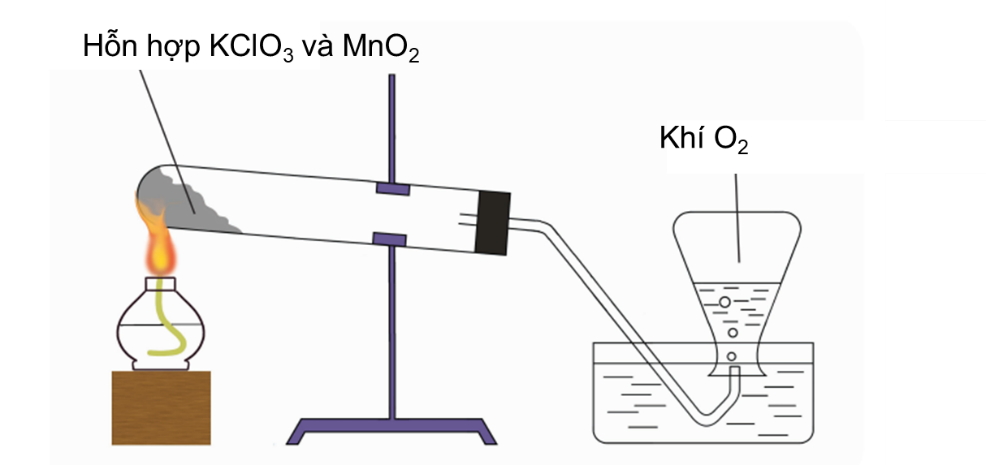 Hỗn hợp KClO₃ và MnO₂
Khí O₂